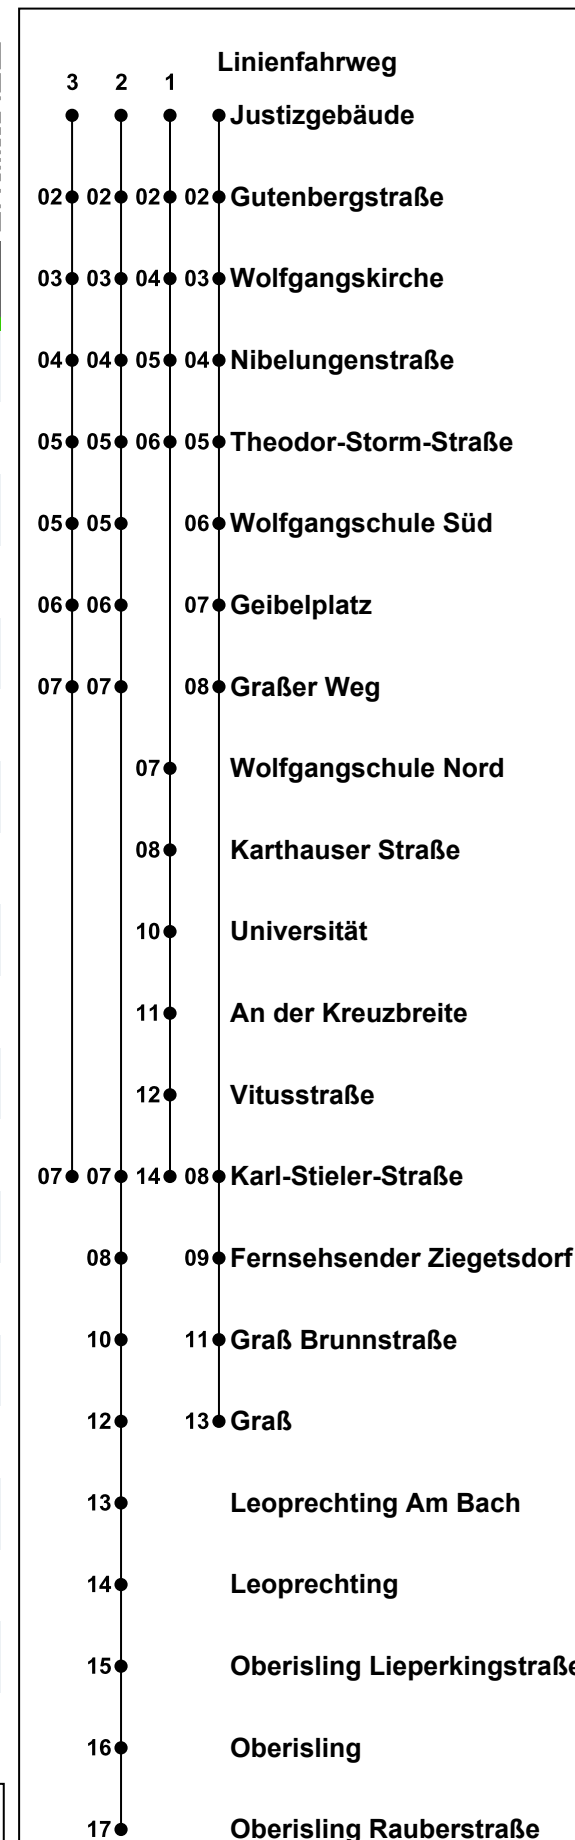 Linienfahrweg
3 2 1
Justizgebäude
02 02 02 02 Gutenbergstraße
03 03 04 03 Wolfgangskirche
04 04 05 04 Nibelungenstraße
05 05 06 05 Theodor-Storm-Straße
05 05 06 Wolfgangschule Süd
06 06 07 Geibelplatz
07 07 08 Graßer Weg
07 Wolfgangschule Nord
08 Karthauser Straße
10 Universität
11 An der Kreuzbreite
12 Vitusstraße
07 07 14 08 Karl-Stieler-Straße
08 09 Fernsehsender Ziegetsdorf
10 11 Graß Brunnstraße
12 13 Graß
13 Leoprechting Am Bach
14 Leoprechting
15 Oberisling Lieperkingstraße
16 Oberisling
17 Oberisling Rauberstraße